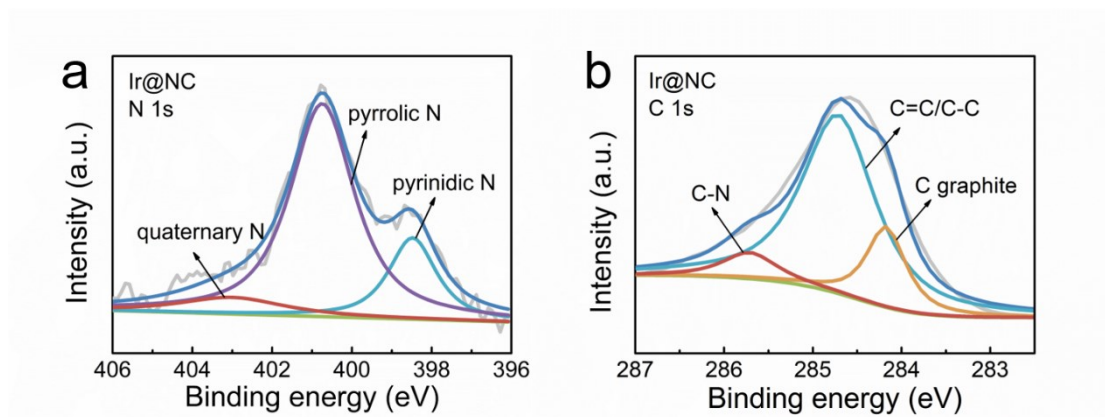 a
Ir@NC
N 1s
pyrrolic N
pyrinidic N
quaternary N
Intensity (a.u.)
406 404 402 400 398 396
Binding energy (eV)
b
Ir@NC
C 1s
C=C/C-C
C-N
C graphite
Intensity (a.u.)
287 286 285 284 283
Binding energy (eV)